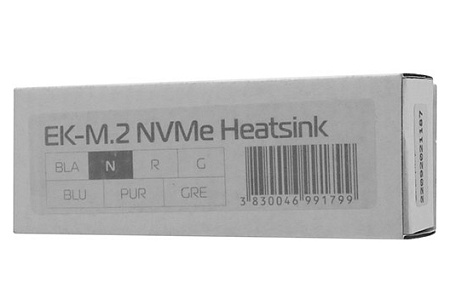 EK-M.2 NVMe Heatsink
BLA N R G
BLU PUR GRE
3 830046 991799